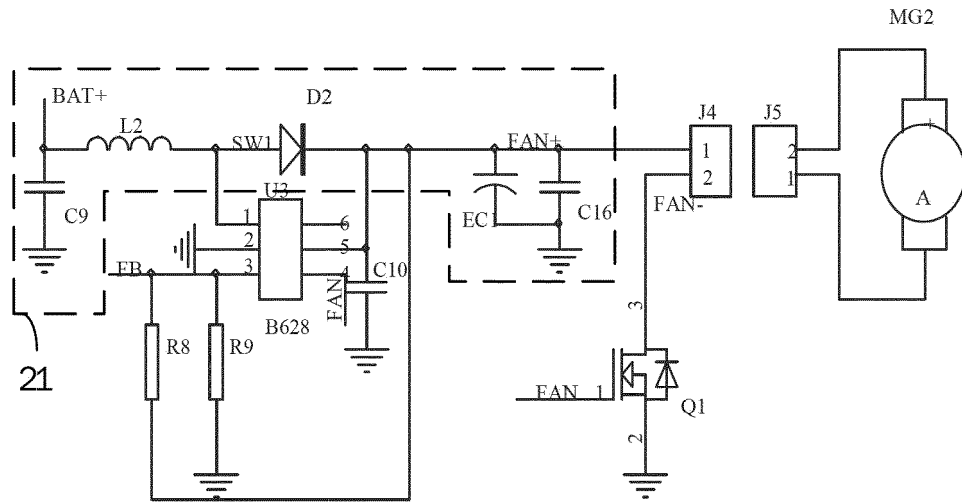 MG2
BAT+
D2
L2
SW1
FAN+
J4
J5
1
2
2
1
+
A
C9
U3
1
2
3
6
5
4
EC1
C16
FAN-
FB
C10
FAN
B628
R8
R9
21
3
FAN
1
Q1
2